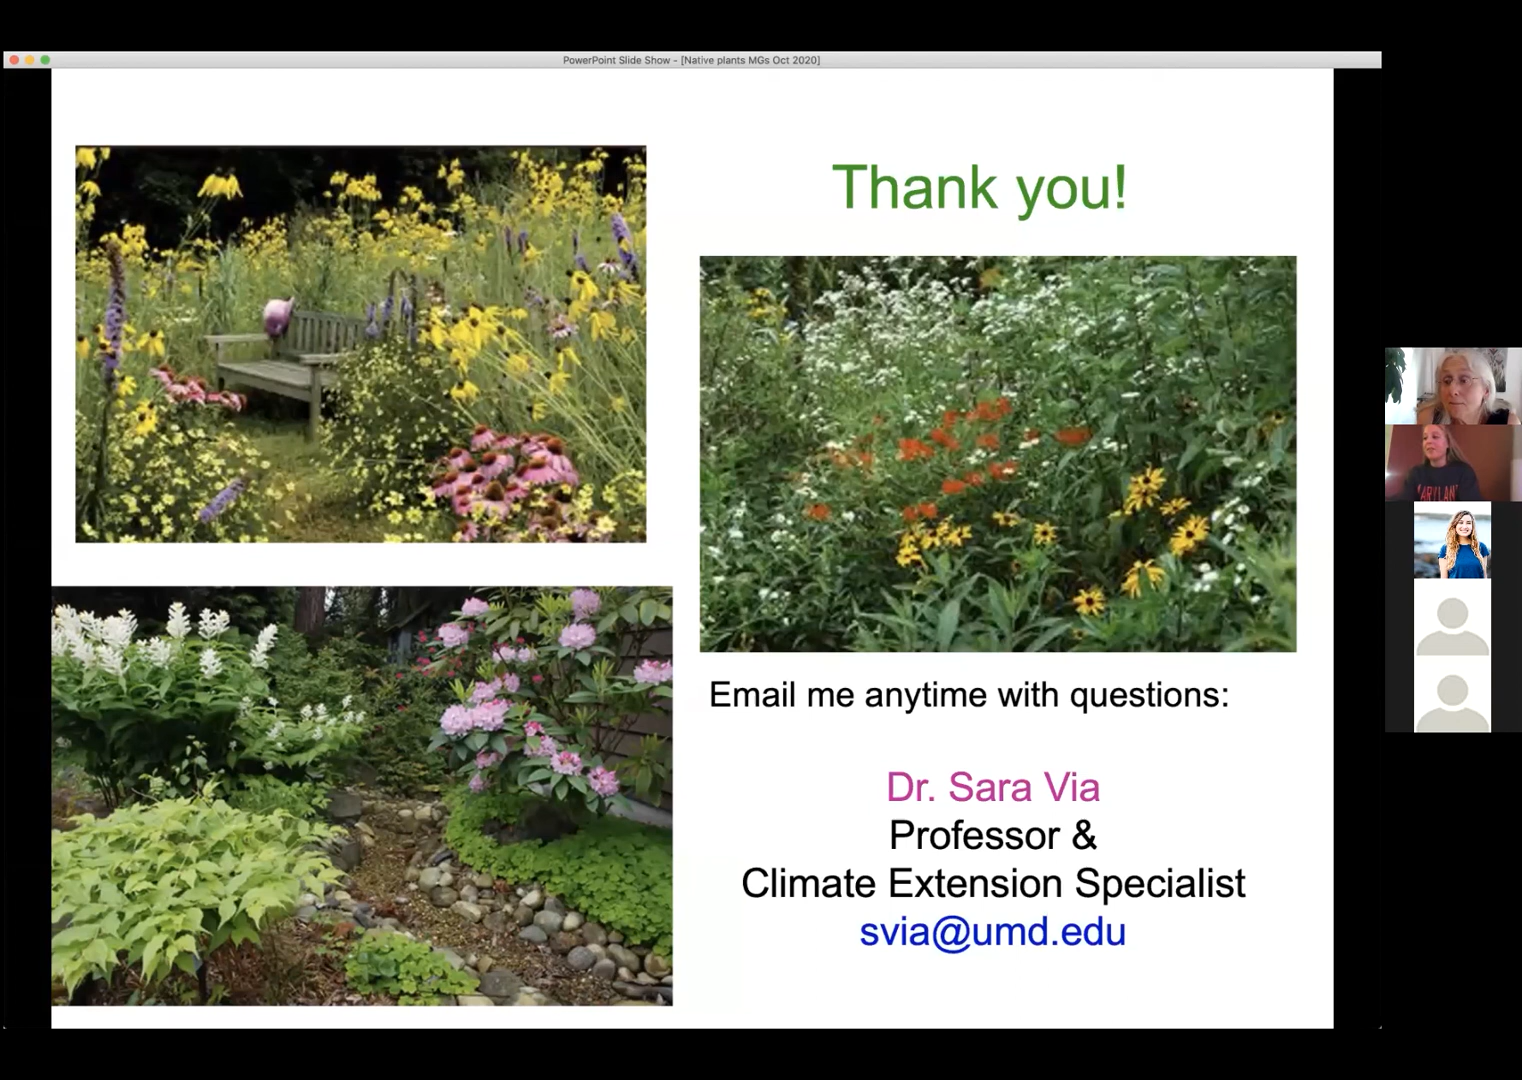 PowerPoint Slide Show - [Native plants MGs Oct 2020]
Thank you!
Email me anytime with questions:
Dr. Sara Via
Professor &
Climate Extension Specialist
svia@umd.edu